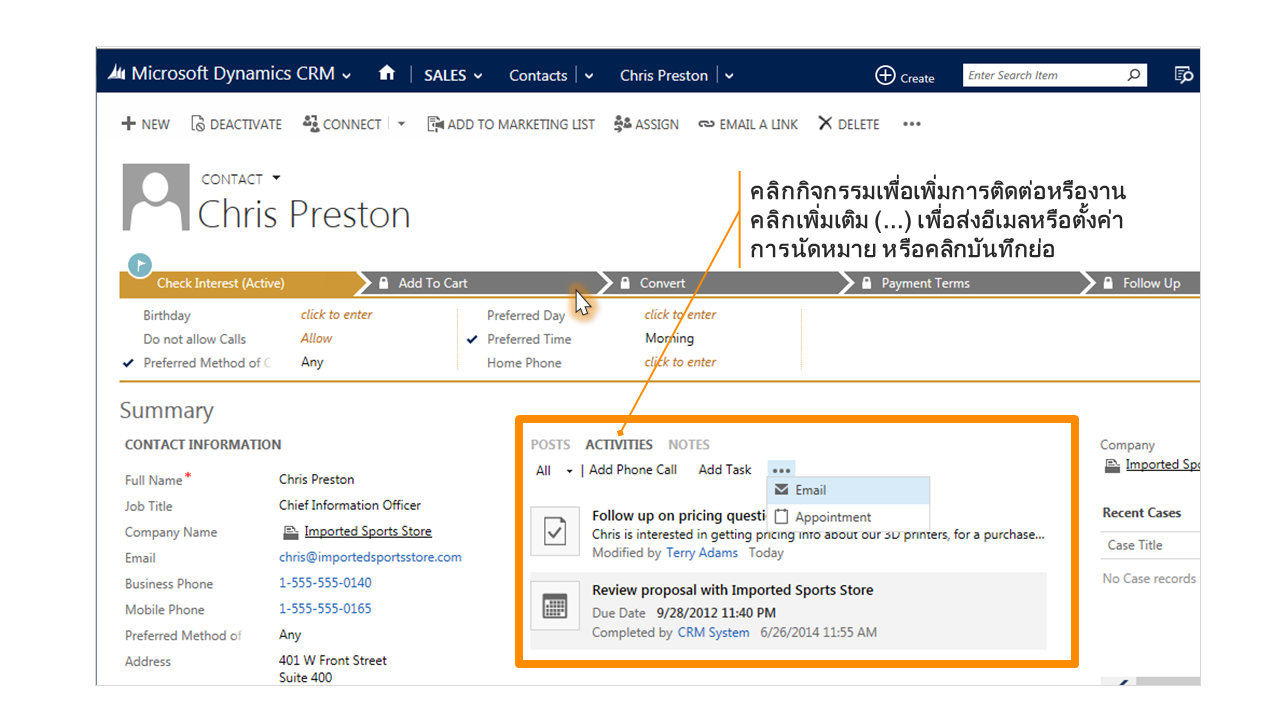 Microsoft Dynamics CRM SALES Contacts Chris Preston Create Enter Search Item
NEW DEACTIVATE CONNECT ADD TO MARKETING LIST ASSIGN EMAIL A LINK DELETE •••
CONTACT
Chris Preston
คลิกกิจกรรมเพื่อเพิ่มการติดต่อหรืองาน
คลิกเพิ่มเติม (...) เพื่อส่งอีเมลหรือตั้งค่า
การนัดหมาย หรือคลิกบันทึกย่อ
Check Interest (Active) Add To Cart Convert Payment Terms Follow Up
Birthday click to enter Preferred Day click to enter
Do not allow Calls Allow Preferred Time Morning
Preferred Method of C Any Home Phone click to enter
Summary
CONTACT INFORMATION
Full Name* Chris Preston
Job Title Chief Information Officer
Company Name Imported Sports Store
Email chris@importedsportsstore.com
Business Phone 1-555-555-0140
Mobile Phone 1-555-555-0165
Preferred Method of Any
Address 401 W Front Street
Suite 400
POSTS ACTIVITIES NOTES
All | Add Phone Call Add Task •••
Email
Appointment
Follow up on pricing questi
Chris is interested in getting pricing info about our 3D printers, for a purchase...
Modified by Terry Adams Today
Review proposal with Imported Sports Store
Due Date 9/28/2012 11:40 PM
Completed by CRM System 6/26/2014 11:55 AM
Company
Imported Spo
Recent Cases
Case Title
No Case records